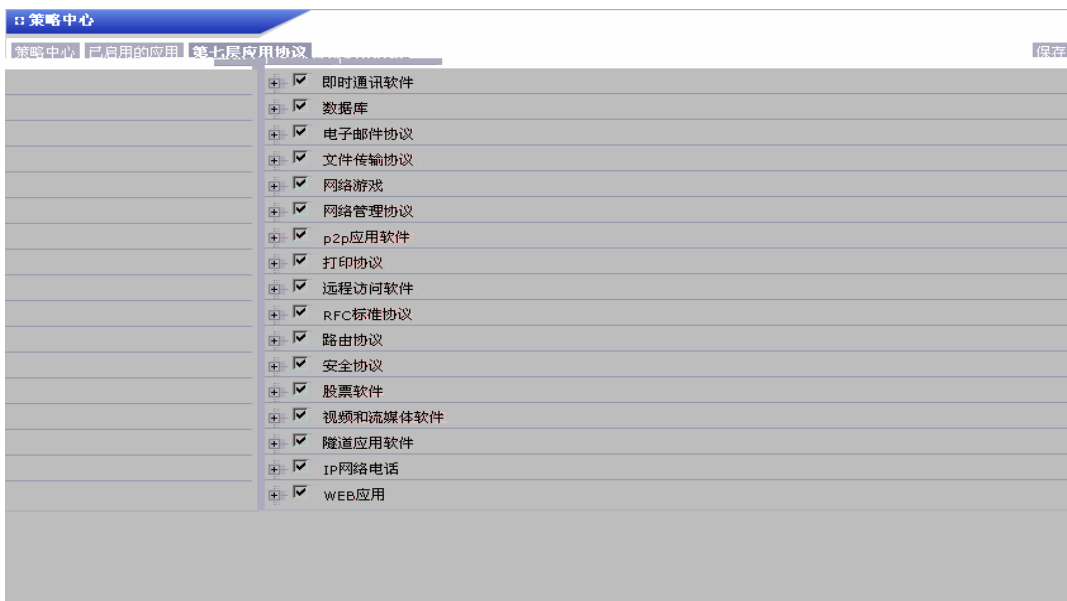 策略中心
策略中心 已启用的应用 第七层应用协议 保存
即时通讯软件
数据库
电子邮件协议
文件传输协议
网络游戏
网络管理协议
p2p应用软件
打印协议
远程访问软件
RFC标准协议
路由协议
安全协议
股票软件
视频和流媒体软件
隧道应用软件
IP网络电话
WEB应用